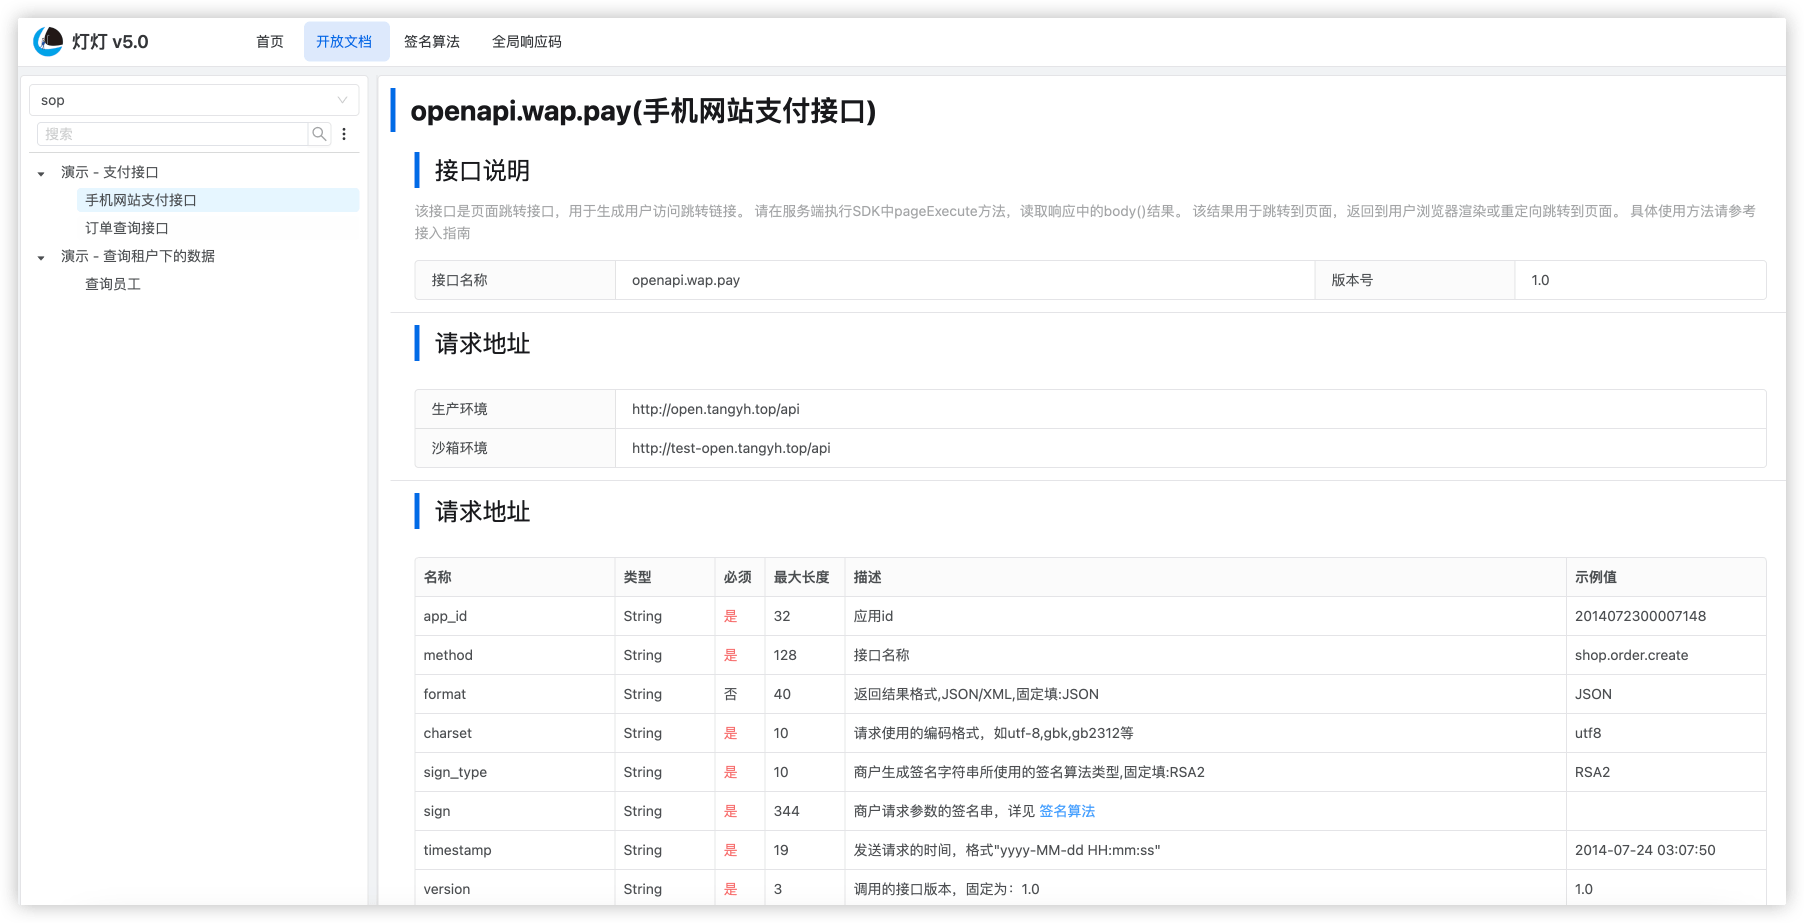 灯灯 v5.0
首页 开放文档 签名算法 全局响应码
sop
搜索
演示 - 支付接口
手机网站支付接口
订单查询接口
演示 - 查询租户下的数据
查询员工
openapi.wap.pay(手机网站支付接口)
接口说明
该接口是页面跳转接口，用于生成用户访问跳转链接。 请在服务端执行SDK中pageExecute方法，读取响应中的body()结果。 该结果用于跳转到页面，返回到用户浏览器渲染或重定向跳转到页面。 具体使用方法请参考
接入指南
接口名称 openapi.wap.pay 版本号 1.0
请求地址
生产环境 http://open.tangyh.top/api
沙箱环境 http://test-open.tangyh.top/api
请求地址
名称 类型 必须 最大长度 描述 示例值
app_id String 是 32 应用id 2014072300007148
method String 是 128 接口名称 shop.order.create
format String 否 40 返回结果格式,JSON/XML,固定填:JSON JSON
charset String 是 10 请求使用的编码格式，如utf-8,gbk,gb2312等 utf8
sign_type String 是 10 商户生成签名字符串所使用的签名算法类型,固定填:RSA2 RSA2
sign String 是 344 商户请求参数的签名串，详见 签名算法
timestamp String 是 19 发送请求的时间，格式"yyyy-MM-dd HH:mm:ss" 2014-07-24 03:07:50
version String 是 3 调用的接口版本，固定为：1.0 1.0